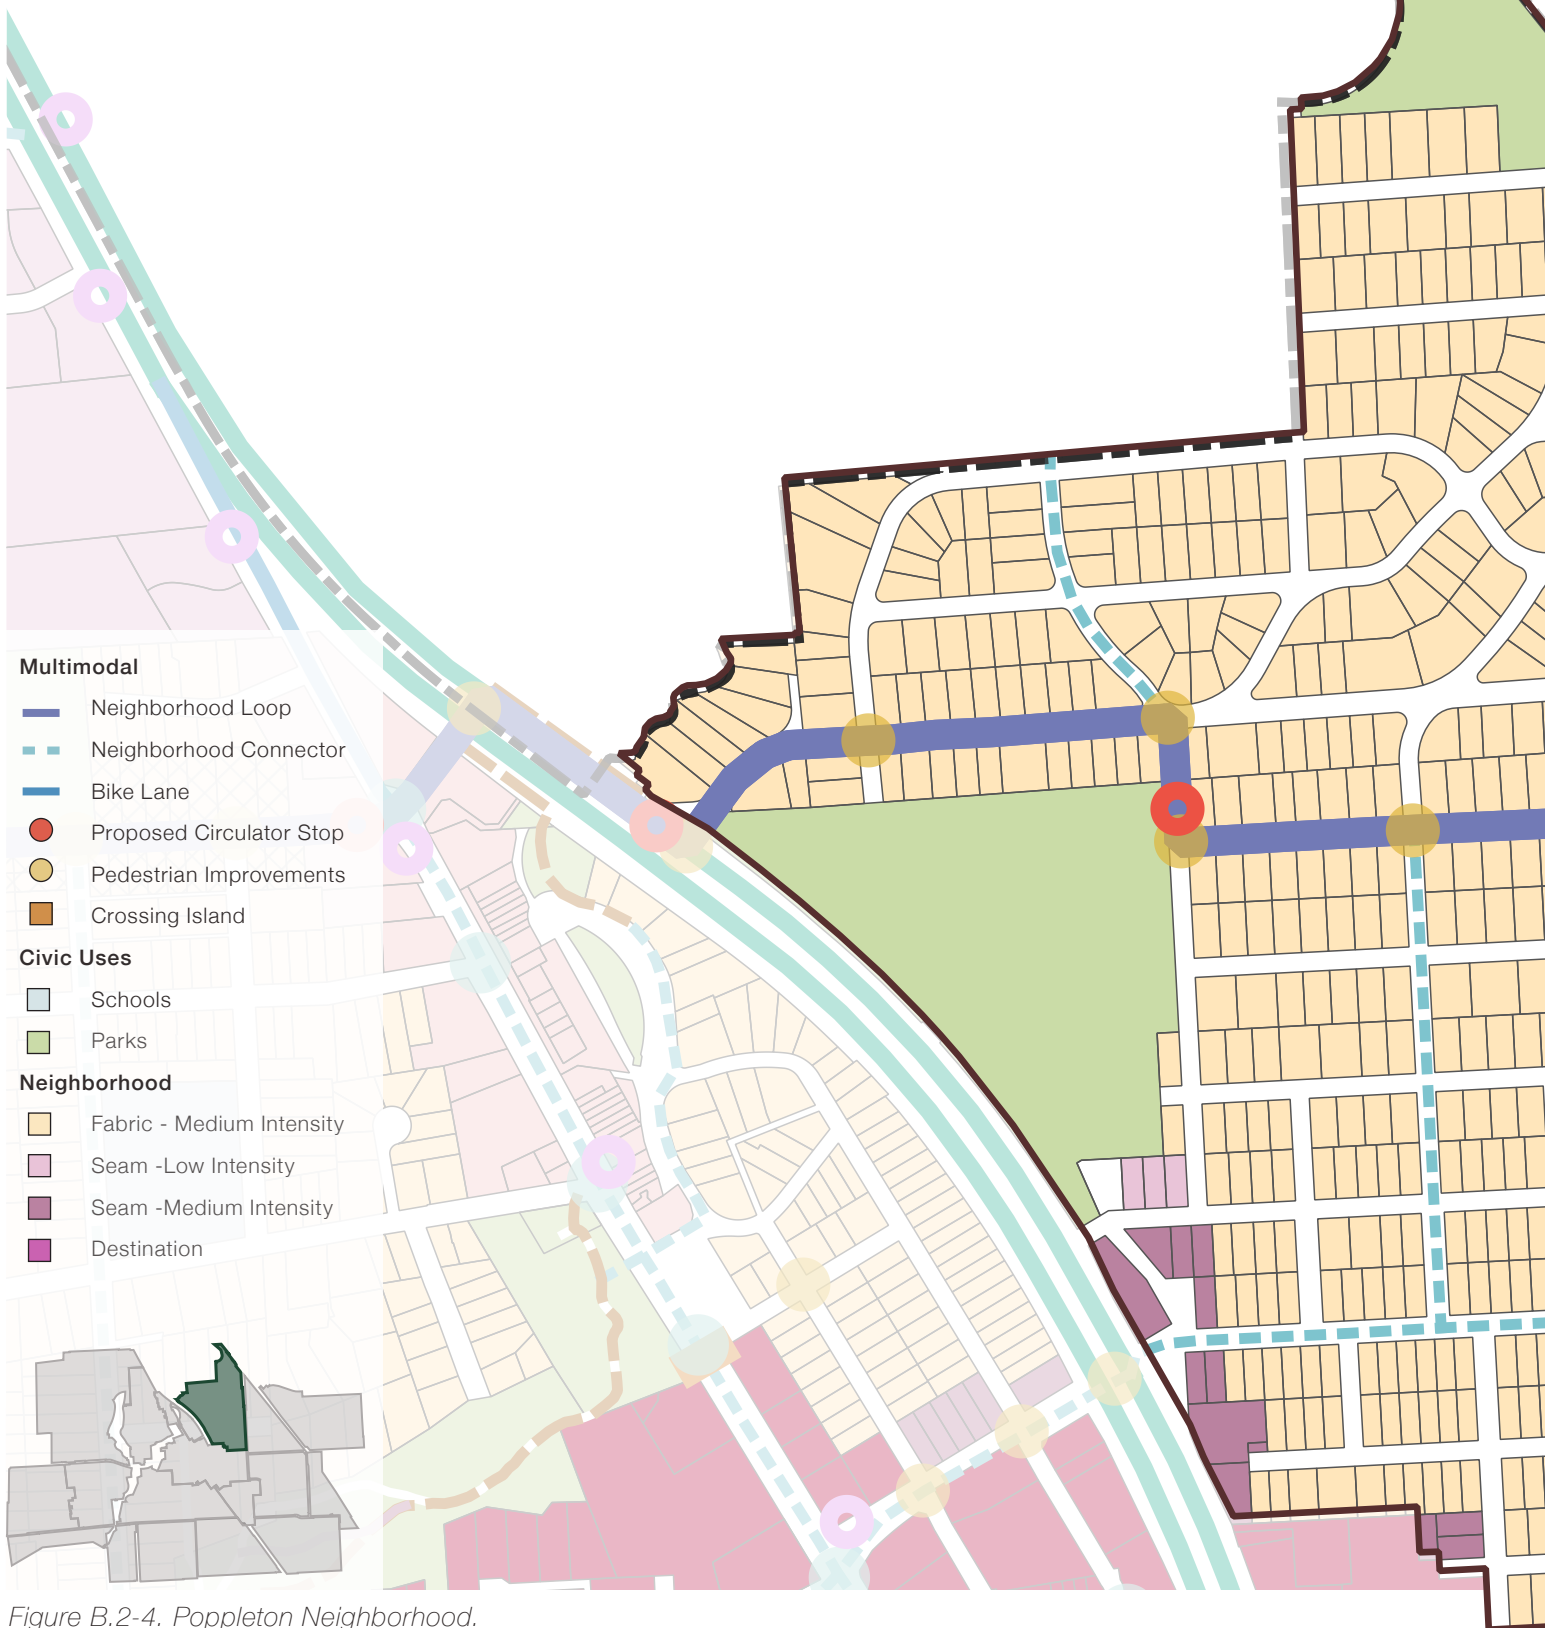 Multimodal
Neighborhood Loop
Neighborhood Connector
Bike Lane
Proposed Circulator Stop
Pedestrian Improvements
Crossing Island
Civic Uses
Schools
Parks
Neighborhood
Fabric - Medium Intensity
Seam -Low Intensity
Seam -Medium Intensity
Destination
Figure B.2-4. Poppleton Neighborhood.